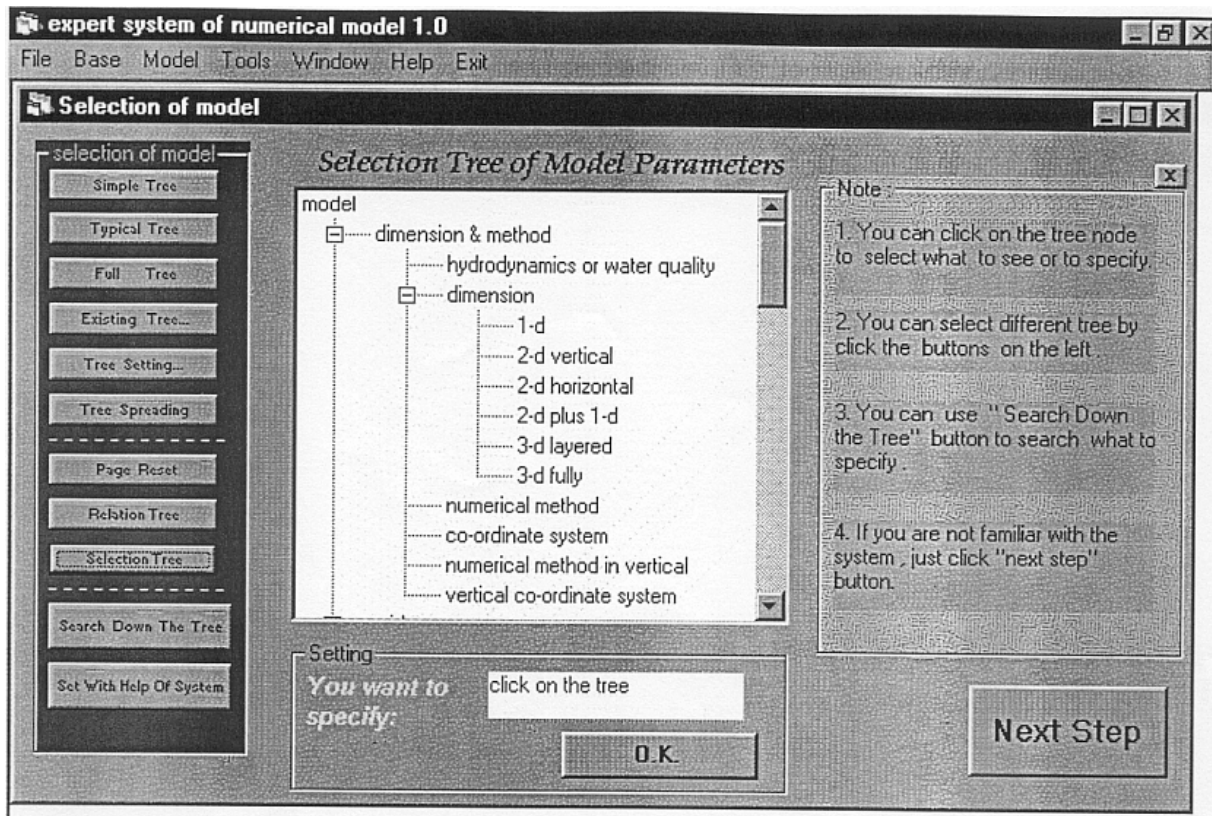 expert system of numerical model 1.0
File Base Model Tools Window Help Exit
Selection of model
selection of model
Simple Tree
Typical Tree
Full Tree
Existing Tree...
Tree Setting...
Tree Spreading
Page Reset
Relation Tree
Selection Tree
Search Down The Tree
Set With Help Of System
Selection Tree of Model Parameters
model
dimension & method
hydrodynamics or water quality
dimension
1-d
2-d vertical
2-d horizontal
2-d plus 1-d
3-d layered
3-d fully
numerical method
co-ordinate system
numerical method in vertical
vertical co-ordinate system
Setting
You want to
specify:
click on the tree
O.K.
Note :
1. You can click on the tree node
to select what to see or to specify.
2. You can select different tree by
click the buttons on the left .
3. You can use " Search Down
the Tree" button to search what to
specify .
4. If you are not familiar with the
system , just click "next step"
button.
Next Step